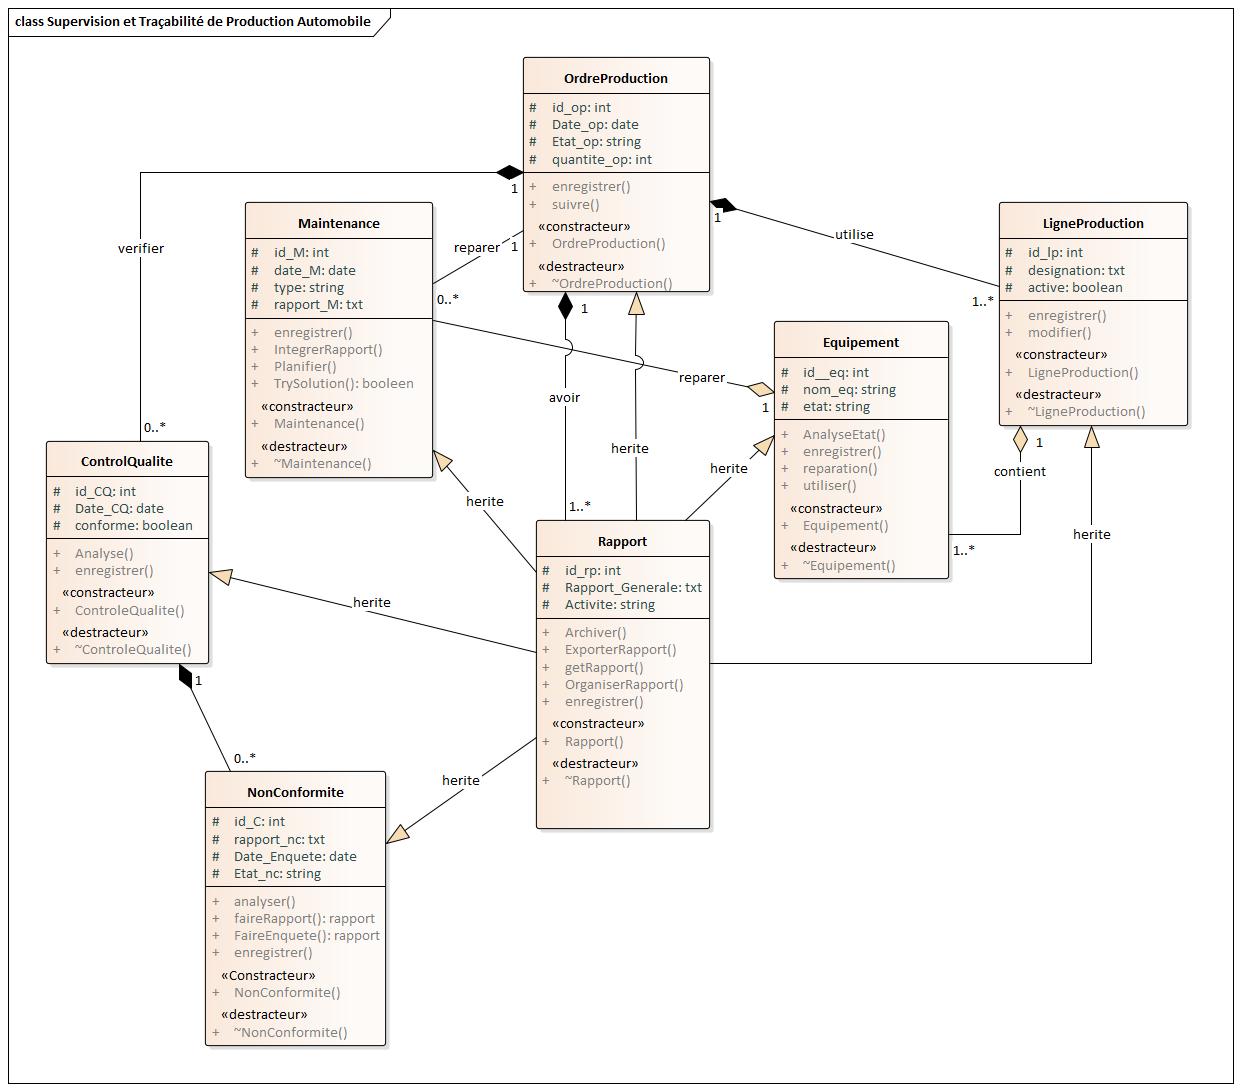 class Supervision et Traçabilité de Production Automobile
OrdreProduction
# id_op: int
# Date_op: date
# Etat_op: string
# quantite_op: int
+ enregistrer()
+ suivre()
«constracteur»
+ OrdreProduction()
«destracteur»
+ ~OrdreProduction()
1
1
1
1
verifier
0..*
reparer
0..*
utilise
1..*
Maintenance
# id_M: int
# date_M: date
# type: string
# rapport_M: txt
+ enregistrer()
+ IntegrerRapport()
+ Planifier()
+ TrySolution(): booleen
«constracteur»
+ Maintenance()
«destracteur»
+ ~Maintenance()
LigneProduction
# id_lp: int
# designation: txt
# active: boolean
+ enregistrer()
+ modifier()
«constracteur»
+ LigneProduction()
«destracteur»
+ ~LigneProduction()
reparer
1
Equipement
# id__eq: int
# nom_eq: string
# etat: string
+ AnalyseEtat()
+ enregistrer()
+ reparation()
+ utiliser()
«constracteur»
+ Equipement()
«destracteur»
+ ~Equipement()
1
contient
1..*
avoir
1..*
herite
herite
herite
herite
herite
herite
ControlQualite
# id_CQ: int
# Date_CQ: date
# conforme: boolean
+ Analyse()
+ enregistrer()
«constracteur»
+ ControleQualite()
«destracteur»
+ ~ControleQualite()
1
0..*
Rapport
# id_rp: int
# Rapport_Generale: txt
# Activite: string
+ Archiver()
+ ExporterRapport()
+ getRapport()
+ OrganiserRapport()
+ enregistrer()
«constracteur»
+ Rapport()
«destracteur»
+ ~Rapport()
NonConformite
# id_C: int
# rapport_nc: txt
# Date_Enquete: date
# Etat_nc: string
+ analyser()
+ faireRapport(): rapport
+ FaireEnquete(): rapport
+ enregistrer()
«Constracteur»
+ NonConformite()
«destracteur»
+ ~NonConformite()